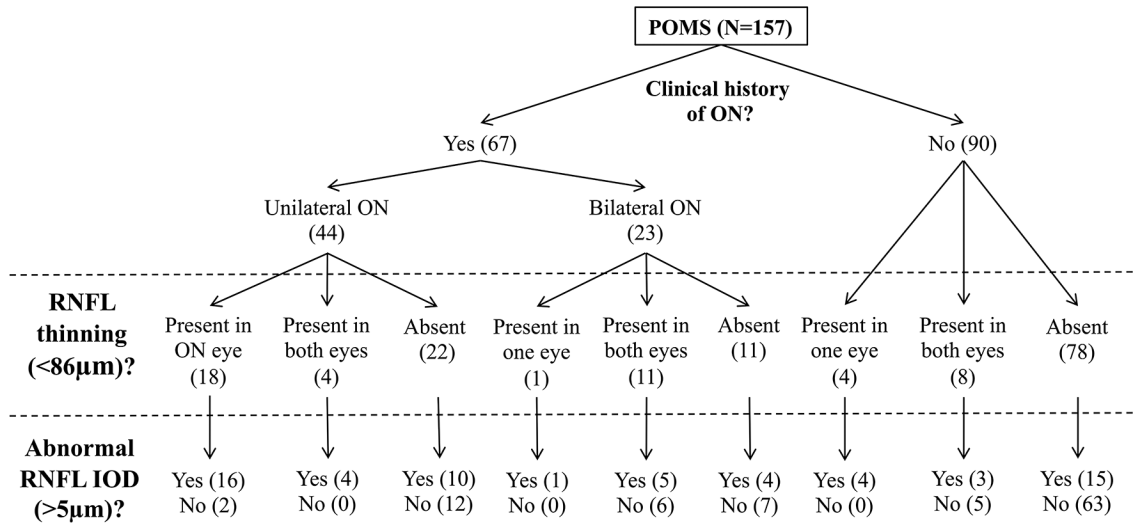 POMS (N=157)
Clinical history
of ON?
Yes (67)
No (90)
Unilateral ON
(44)
Bilateral ON
(23)
RNFL
thinning
(<86µm)?
Present in
ON eye
(18)
Present in
both eyes
(4)
Absent
(22)
Present in
one eye
(1)
Present in
both eyes
(11)
Absent
(11)
Present in
one eye
(4)
Present in
both eyes
(8)
Absent
(78)
Abnormal
RNFL IOD
(>5µm)?
Yes (16)
No (2)
Yes (4)
No (0)
Yes (10)
No (12)
Yes (1)
No (0)
Yes (5)
No (6)
Yes (4)
No (7)
Yes (4)
No (0)
Yes (3)
No (5)
Yes (15)
No (63)